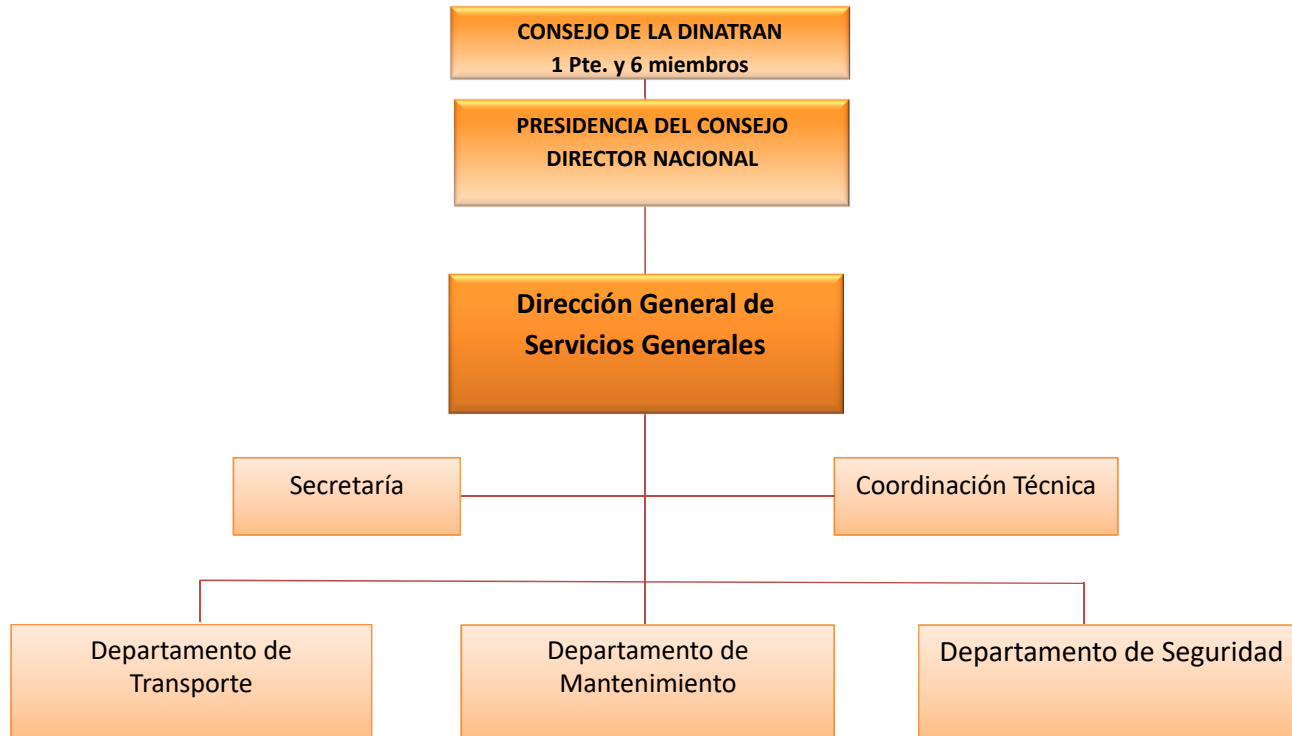 CONSEJO DE LA DINATRAN
1 Pte. y 6 miembros
PRESIDENCIA DEL CONSEJO
DIRECTOR NACIONAL
Dirección General de
Servicios Generales
Secretaría
Coordinación Técnica
Departamento de
Transporte
Departamento de
Mantenimiento
Departamento de Seguridad